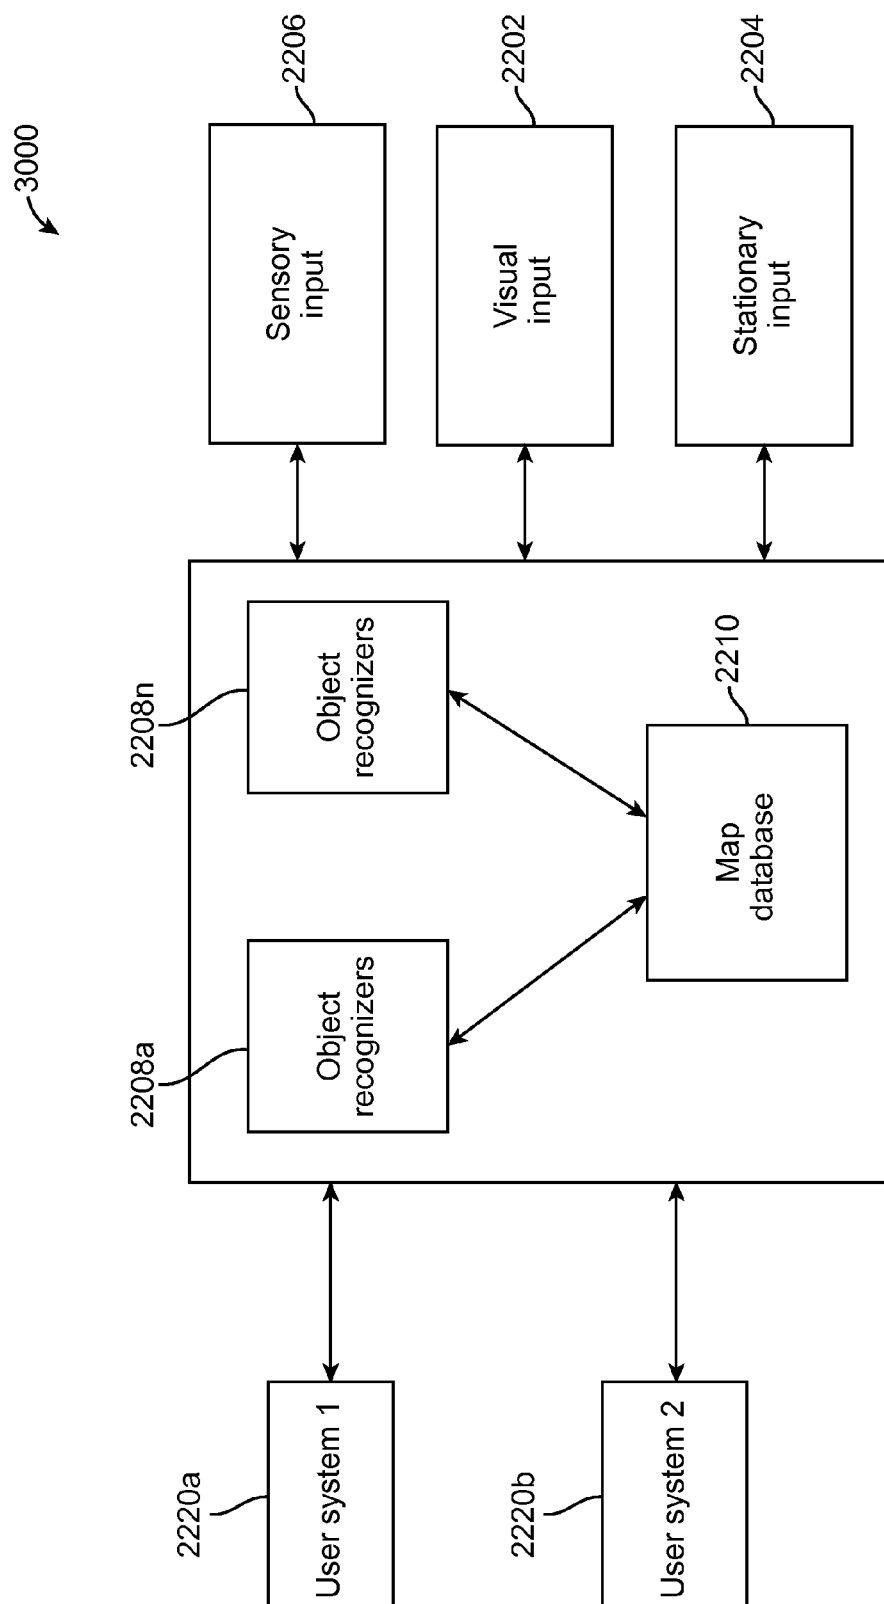 3000
2206
Sensory
input
2202
Visual
input
2204
Stationary
input
2208n
Object
recognizers
2208a
Object
recognizers
2210
Map
database
2220a
User system 1
2220b
User system 2